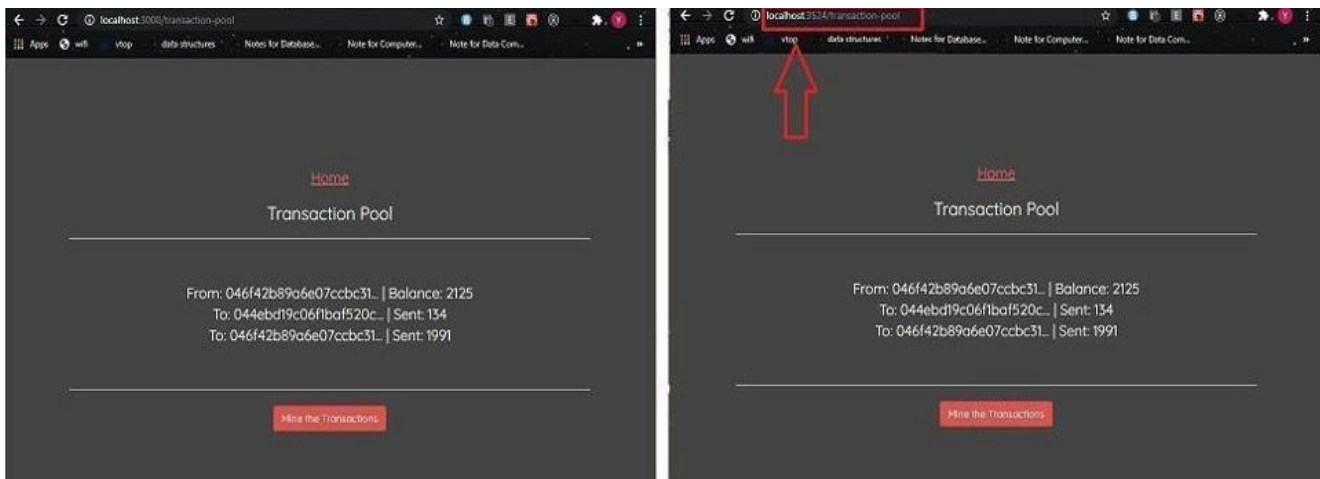 localhost:3000/transaction-pool
Apps wifi vtop data structures Notes for Database... Note for Computer... Note for Data Com...
Home
Transaction Pool
From: 046f42b89a6e07ccbc31... | Balance: 2125
To: 044ebd19c06f1baf520c... | Sent: 134
To: 046f42b89a6e07ccbc31... | Sent: 1991
Mine the Transactions
localhost:3524/transaction-pool
Apps wifi vtop data structures Notes for Database... Note for Computer... Note for Data Com...
Home
Transaction Pool
From: 046f42b89a6e07ccbc31... | Balance: 2125
To: 044ebd19c06f1baf520c... | Sent: 134
To: 046f42b89a6e07ccbc31... | Sent: 1991
Mine the Transactions